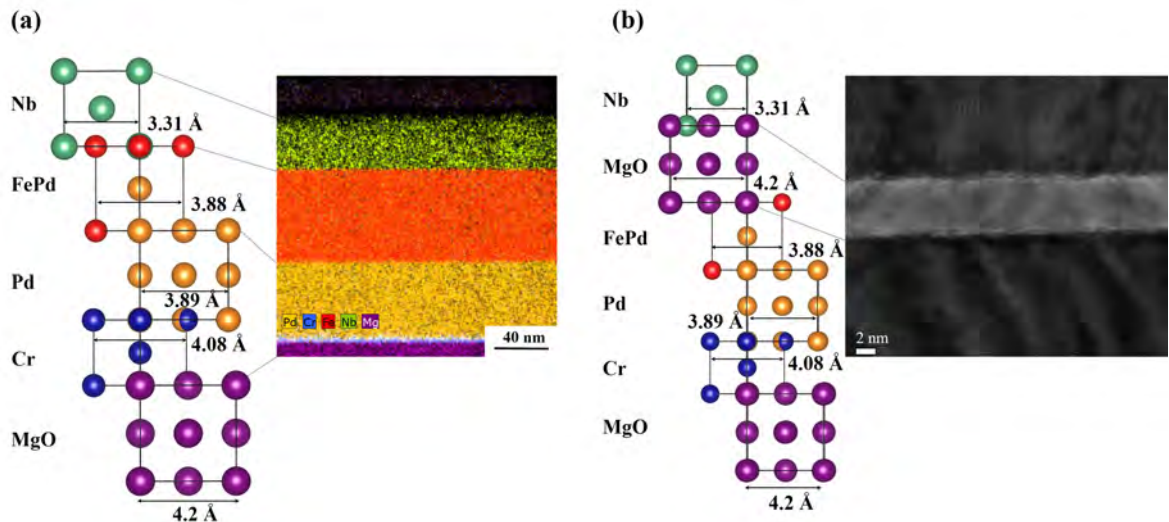 (a)
Nb
3.31 Å
FePd
3.88 Å
Pd
3.89 Å
4.08 Å
Cr
MgO
4.2 Å
Pd Cr Fe Nb Mg
40 nm
(b)
Nb
3.31 Å
MgO
4.2 Å
FePd
3.88 Å
Pd
3.89 Å
4.08 Å
Cr
MgO
4.2 Å
2 nm